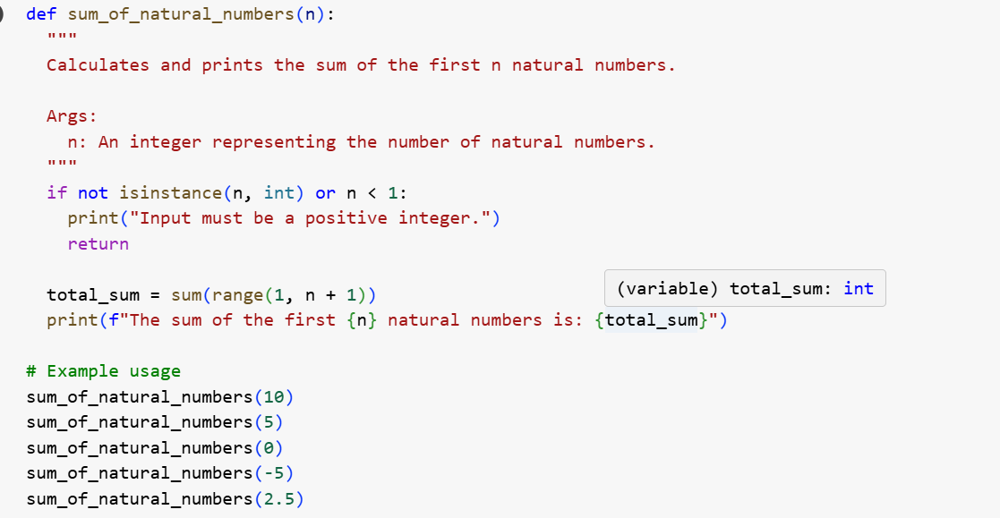 def sum_of_natural_numbers(n):
  """
  Calculates and prints the sum of the first n natural numbers.

  Args:
    n: An integer representing the number of natural numbers.
  """
  if not isinstance(n, int) or n < 1:
    print("Input must be a positive integer.")
    return

(variable) total_sum: int
  total_sum = sum(range(1, n + 1))
  print(f"The sum of the first {n} natural numbers is: {total_sum}")

# Example usage
sum_of_natural_numbers(10)
sum_of_natural_numbers(5)
sum_of_natural_numbers(0)
sum_of_natural_numbers(-5)
sum_of_natural_numbers(2.5)